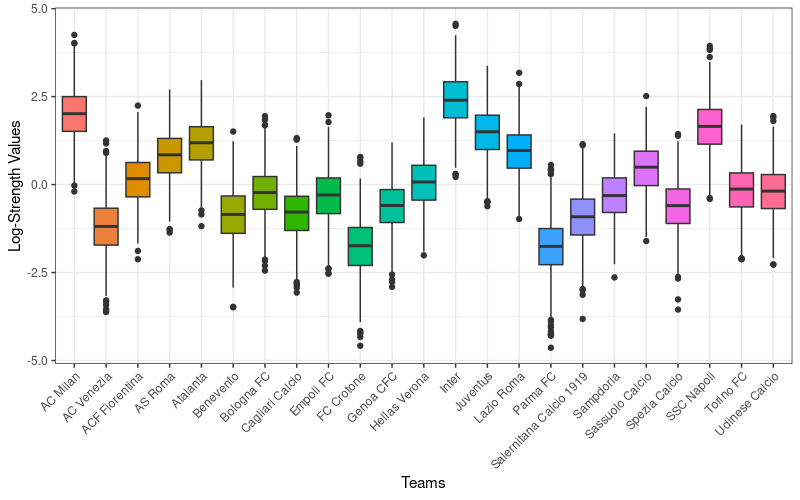 Log-Strength Values
5.0
2.5
0.0
-2.5
-5.0
AC Milan
AC Venezia
ACF Fiorentina
AS Roma
Atalanta
Benevento
Bologna FC
Cagliari Calcio
Empoli FC
FC Crotone
Genoa CFC
Hellas Verona
Inter
Juventus
Lazio Roma
Parma FC
Salernitana Calcio 1919
Sampdoria
Sassuolo Calcio
Spezia Calcio
SSC Napoli
Torino FC
Udinese Calcio
Teams